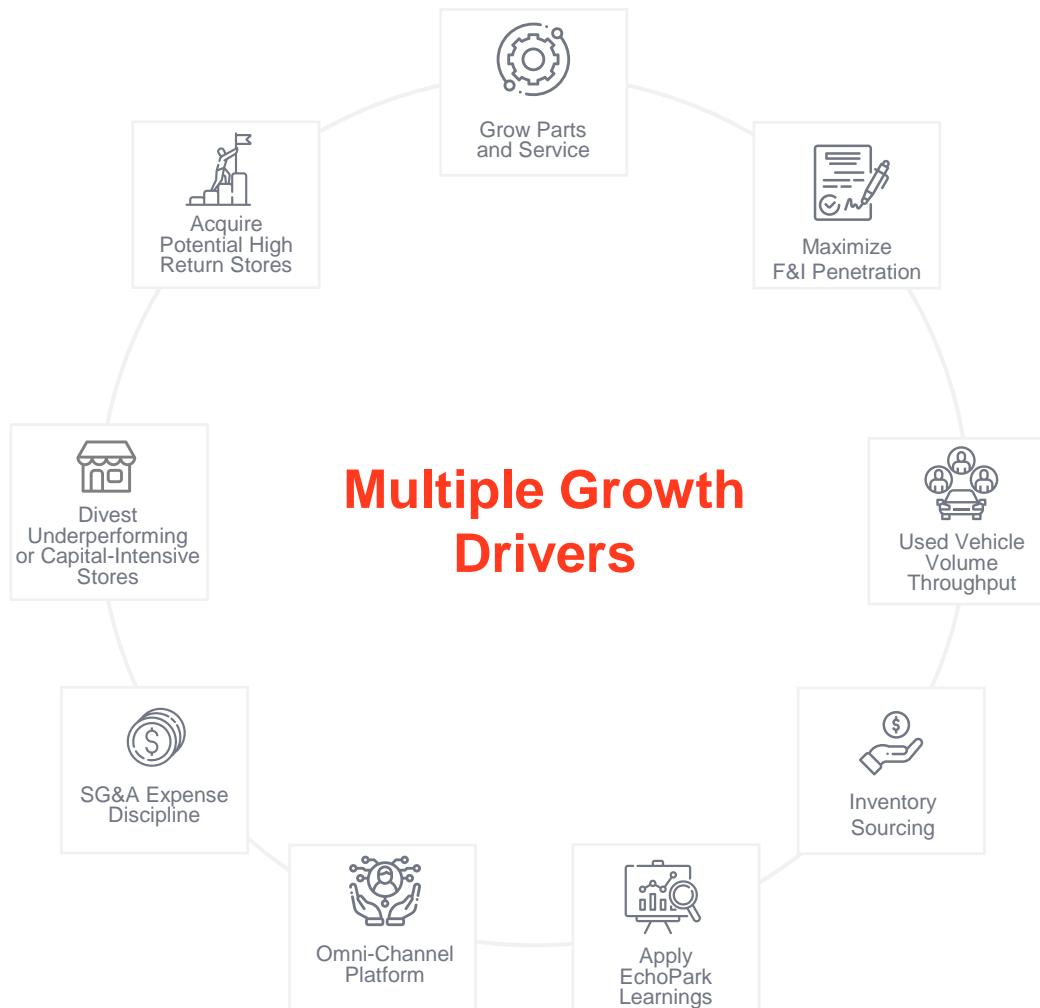 Multiple Growth
Drivers
Grow Parts
and Service
Maximize
F&I Penetration
Used Vehicle
Volume
Throughput
Inventory
Sourcing
Apply
EchoPark
Learnings
Omni-Channel
Platform
SG&A Expense
Discipline
Divest
Underperforming
or Capital-Intensive
Stores
Acquire
Potential High
Return Stores